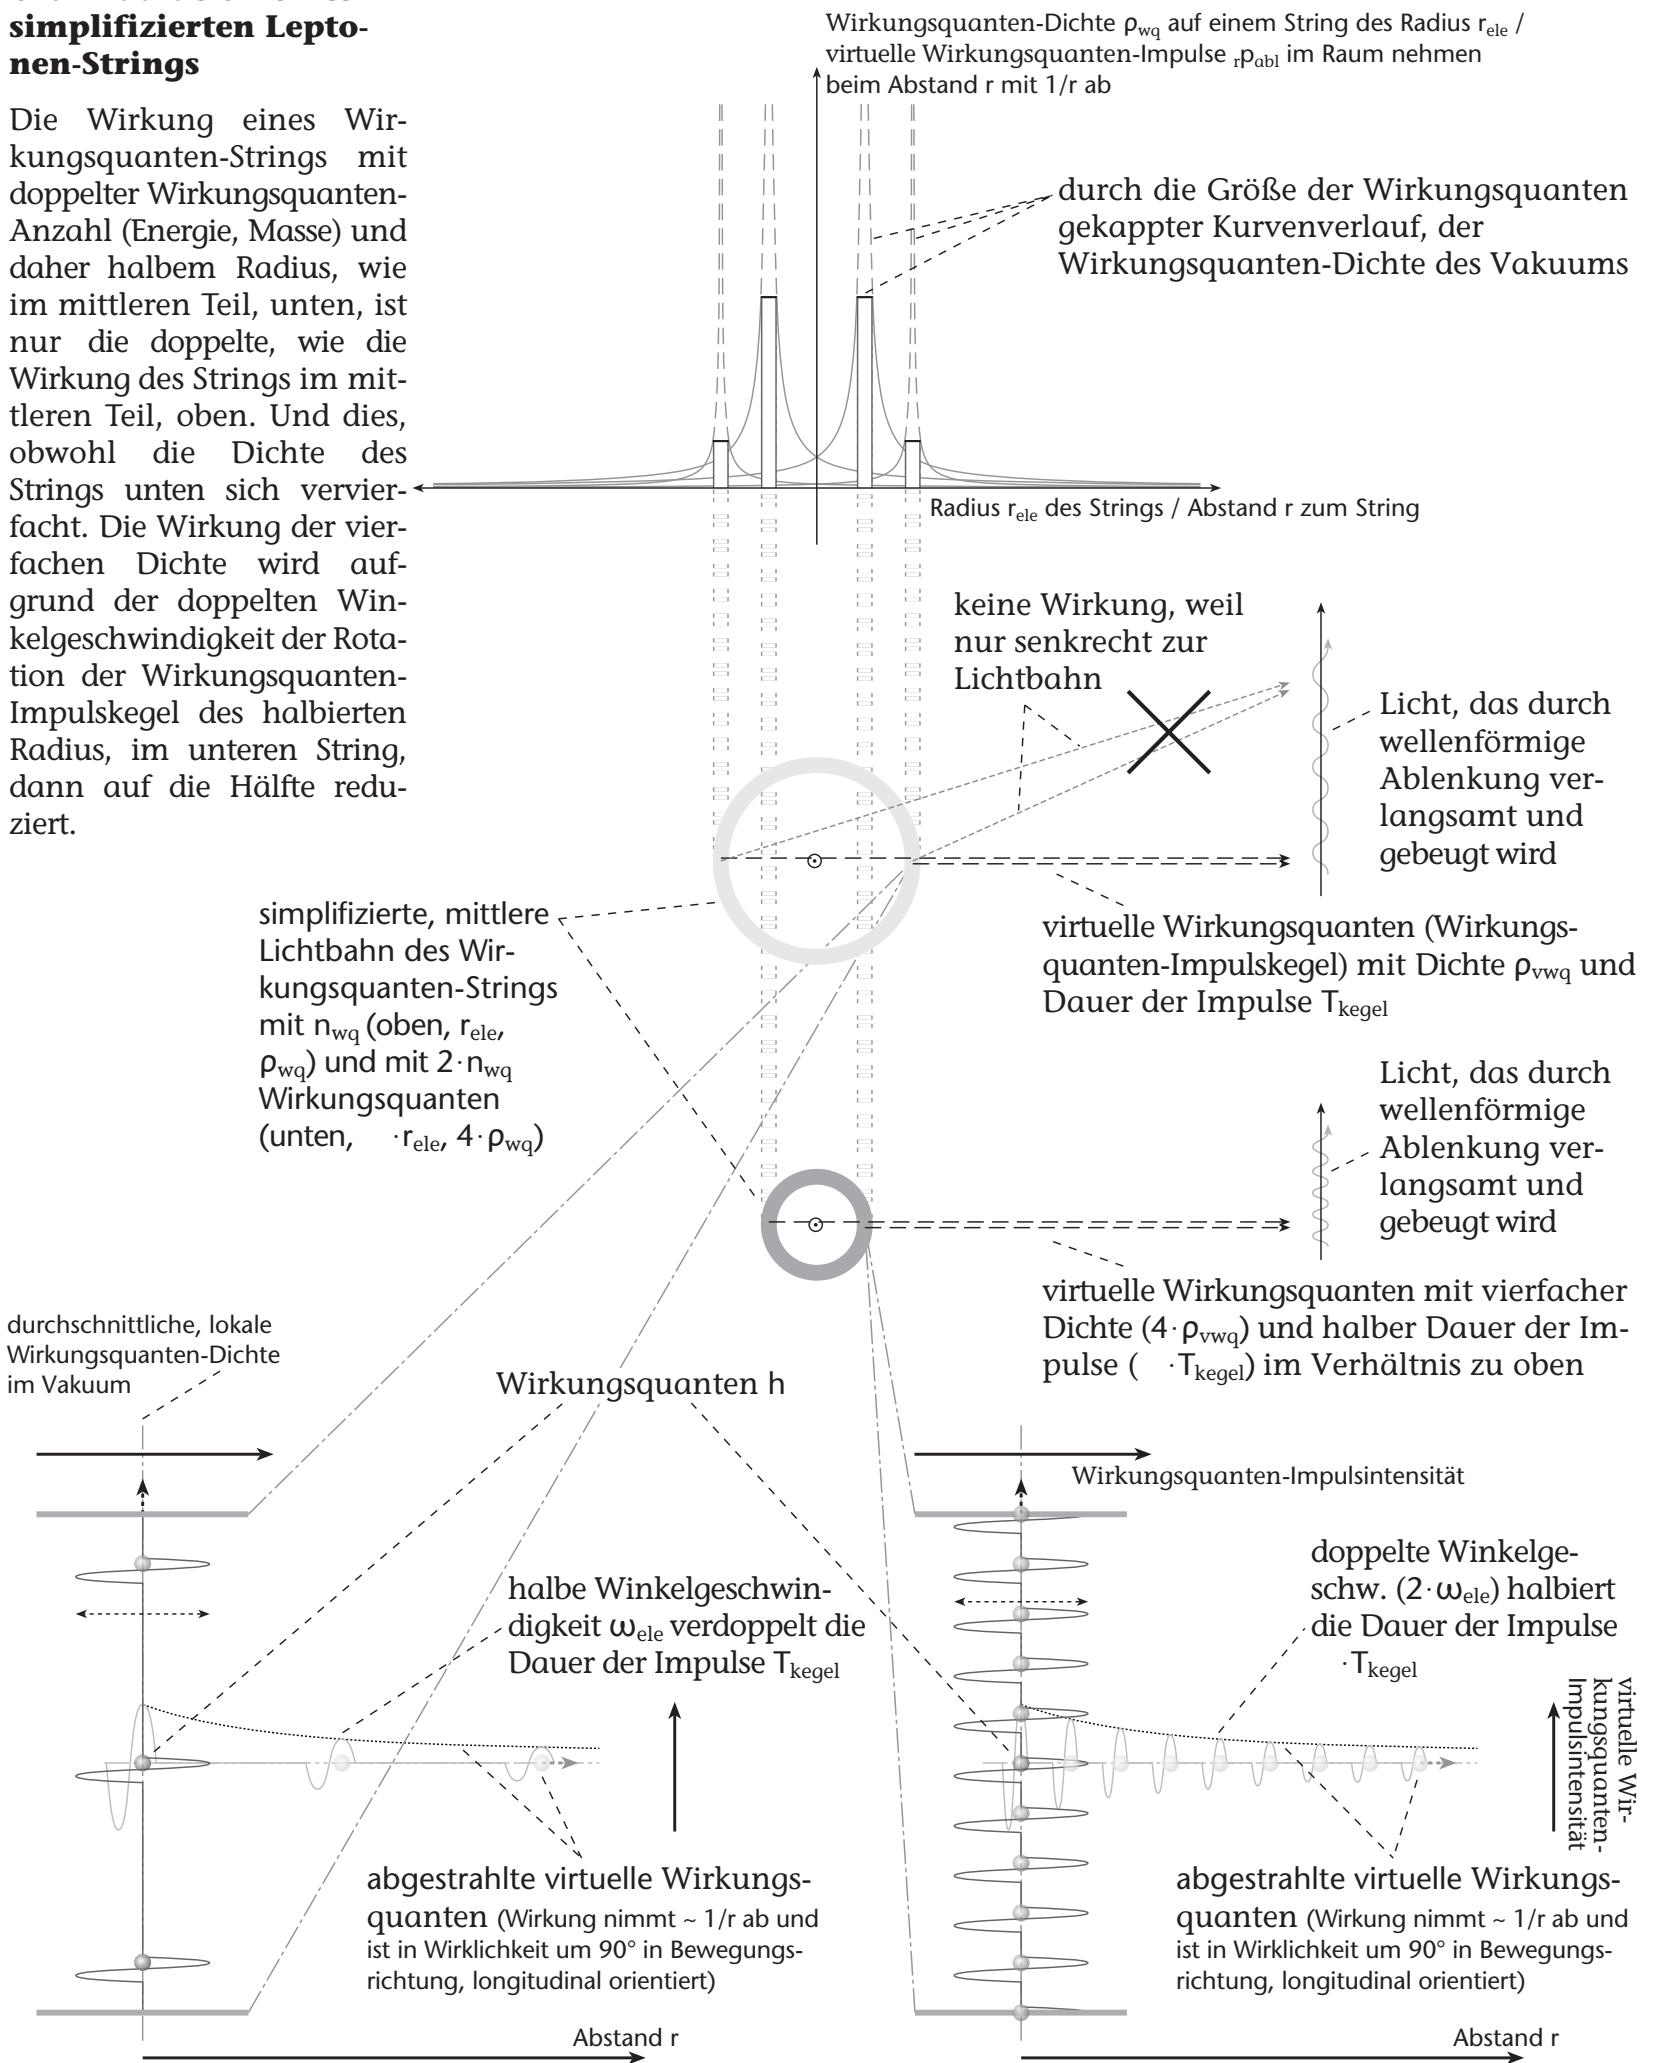 simplifizierten Lepto-
nen-Strings
Die Wirkung eines Wir-
kungsquanten-Strings mit
doppelter Wirkungsquanten-
Anzahl (Energie, Masse) und
daher halbem Radius, wie
im mittleren Teil, unten, ist
nur die doppelte, wie die
Wirkung des Strings im mit-
tleren Teil, oben. Und dies,
obwohl die Dichte des
Strings unten sich vervier-
facht. Die Wirkung der vier-
fachen Dichte wird auf-
grund der doppelten Win-
kelgeschwindigkeit der Rota-
tion der Wirkungsquanten-
Impulskegel des halbierten
Radius, im unteren String,
dann auf die Hälfte redu-
ziert.
Wirkungsquanten-Dichte ρwq auf einem String des Radius rele /
virtuelle Wirkungsquanten-Impulse rpabl im Raum nehmen
beim Abstand r mit 1/r ab
durch die Größe der Wirkungsquanten
gekappter Kurvenverlauf, der
Wirkungsquanten-Dichte des Vakuums
Radius rele des Strings / Abstand r zum String
keine Wirkung, weil
nur senkrecht zur
Lichtbahn
Licht, das durch
wellenförmige
Ablenkung ver-
langsamt und
gebeugt wird
simplifizierte, mittlere
Lichtbahn des Wir-
kungsquanten-Strings
mit nwq (oben, rele,
ρwq) und mit 2·nwq
Wirkungsquanten
(unten, ·rele, 4·ρwq)
virtuelle Wirkungsquanten (Wirkungs-
quanten-Impulskegel) mit Dichte ρvwq und
Dauer der Impulse Tkegel
Licht, das durch
wellenförmige
Ablenkung ver-
langsamt und
gebeugt wird
virtuelle Wirkungsquanten mit vierfacher
Dichte (4·ρvwq) und halber Dauer der Im-
pulse ( ·Tkegel) im Verhältnis zu oben
durchschnittliche, lokale
Wirkungsquanten-Dichte
im Vakuum
Wirkungsquanten h
Wirkungsquanten-Impulsintensität
halbe Winkelgeschwin-
digkeit ωele verdoppelt die
Dauer der Impulse Tkegel
doppelte Winkelge-
schw. (2·ωele) halbiert
die Dauer der Impulse
·Tkegel
virtuelle Wir-
kungsquanten-
Impulsintensität
abgestrahlte virtuelle Wirkungs-
quanten (Wirkung nimmt ~ 1/r ab und
ist in Wirklichkeit um 90° in Bewegungs-
richtung, longitudinal orientiert)
abgestrahlte virtuelle Wirkungs-
quanten (Wirkung nimmt ~ 1/r ab und
ist in Wirklichkeit um 90° in Bewegungs-
richtung, longitudinal orientiert)
Abstand r
Abstand r